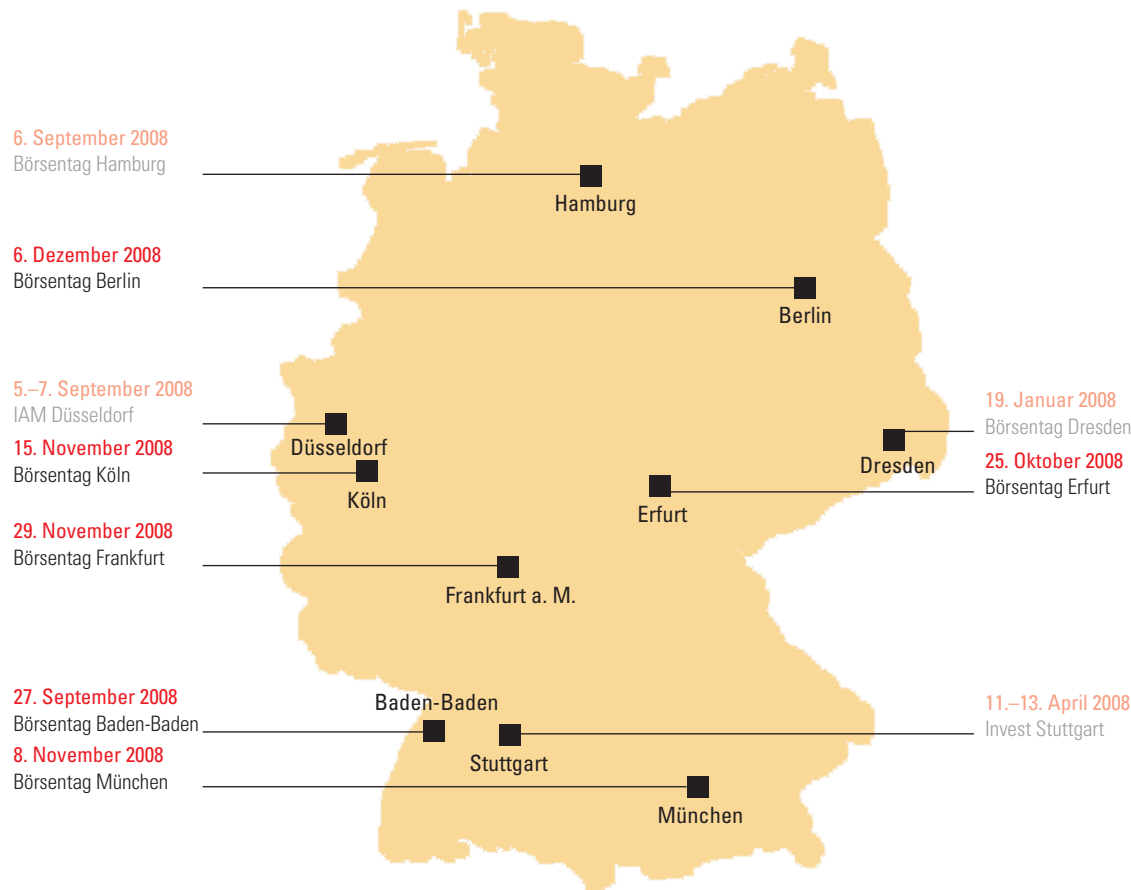 6. September 2008
Börsentag Hamburg
Hamburg
6. Dezember 2008
Börsentag Berlin
Berlin
5.–7. September 2008
IAM Düsseldorf
Düsseldorf
15. November 2008
Börsentag Köln
Köln
19. Januar 2008
Börsentag Dresden
Dresden
25. Oktober 2008
Börsentag Erfurt
Erfurt
29. November 2008
Börsentag Frankfurt
Frankfurt a. M.
27. September 2008
Börsentag Baden-Baden
Baden-Baden
11.–13. April 2008
Invest Stuttgart
Stuttgart
8. November 2008
Börsentag München
München